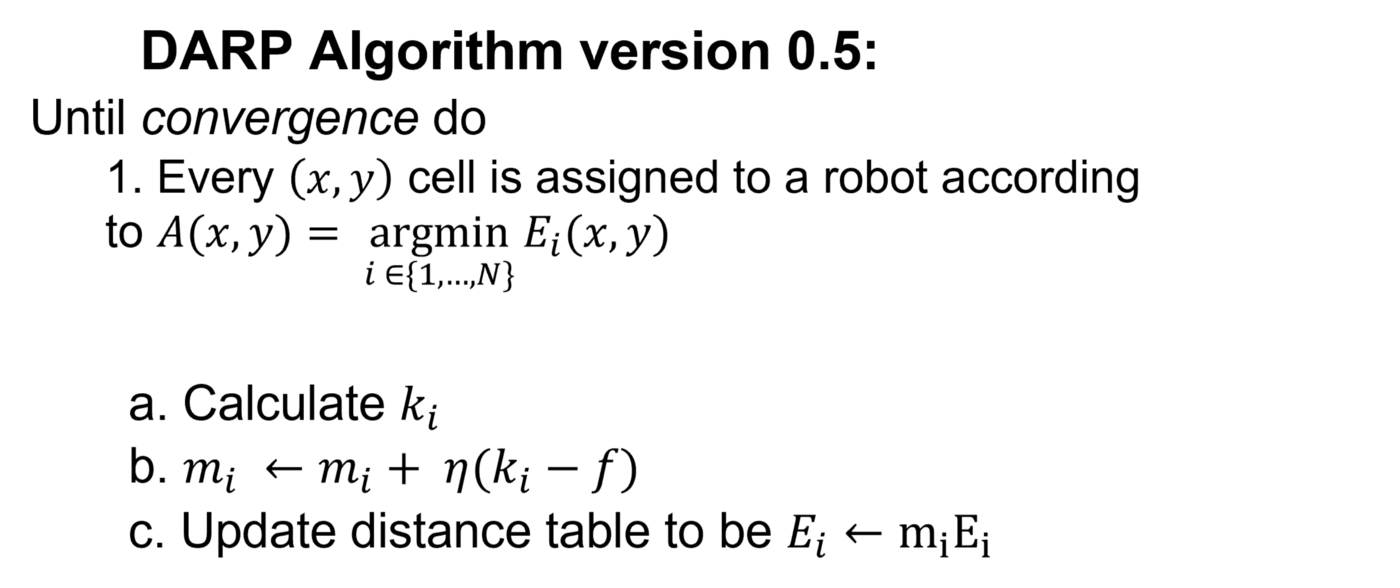 DARP Algorithm version 0.5:
Until convergence do
1. Every (x, y) cell is assigned to a robot according
to A(x, y) = argmin E_i(x, y)
i ∈{1,...,N}
a. Calculate k_i
b. m_i ← m_i + η(k_i − f)
c. Update distance table to be E_i ← m_iE_i